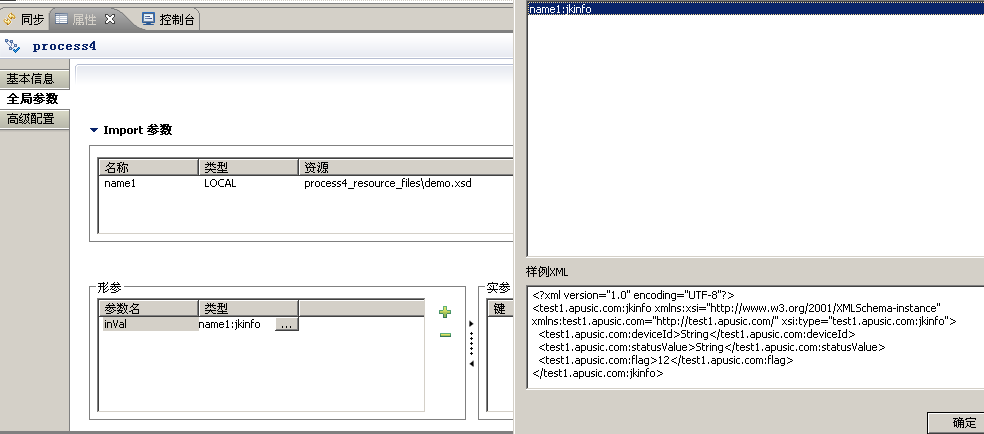 同步
属性
控制台
process4
基本信息
全局参数
高级配置
Import 参数
名称 类型 资源
name1 LOCAL process4_resource_files\demo.xsd
形参
参数名 类型
inVal name1:jkinfo ...
实参
键
name1:jkinfo
样例XML
<?xml version="1.0" encoding="UTF-8"?>
<test1.apusic.com:jkinfo xmlns:xsi="http://www.w3.org/2001/XMLSchema-instance"
xmlns:test1.apusic.com="http://test1.apusic.com/" xsi:type="test1.apusic.com:jkinfo">
<test1.apusic.com:deviceId>String</test1.apusic.com:deviceId>
<test1.apusic.com:statusValue>String</test1.apusic.com:statusValue>
<test1.apusic.com:flag>12</test1.apusic.com:flag>
</test1.apusic.com:jkinfo>
确定